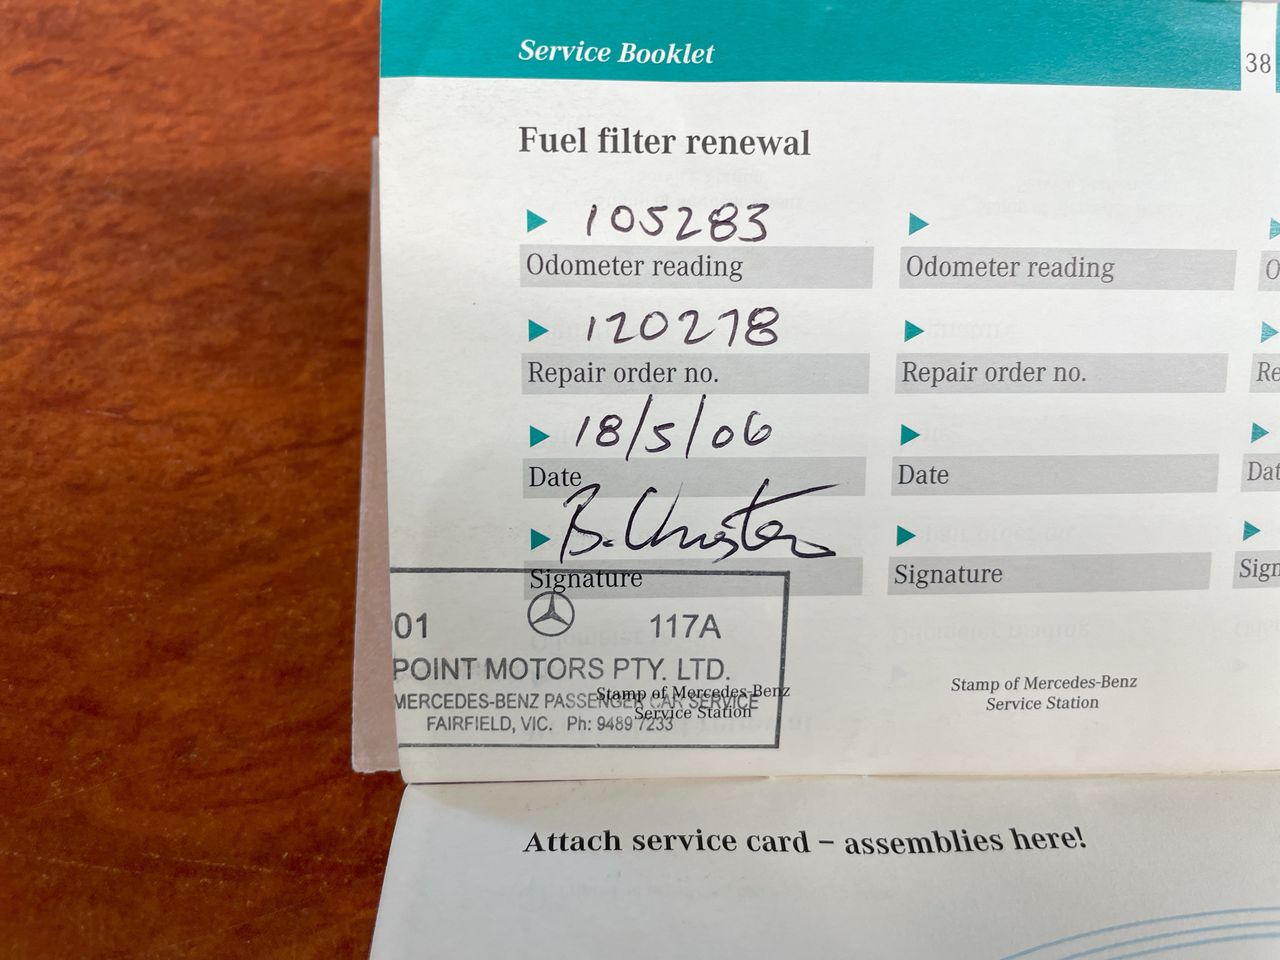 Service Booklet
38
Fuel filter renewal
105283
Odometer reading
Odometer reading
120278
Repair order no.
Repair order no.
Re
18/5/06
Date
Date
Dat
B. Christen
Signature
Signature
Sign
01 117A
POINT MOTORS PTY. LTD.
MERCEDES-BENZ PASSENGER CAR SERVICE
FAIRFIELD, VIC. Ph: 9489 7233
Stamp of Mercedes-Benz
Service Station
Stamp of Mercedes-Benz
Service Station
Attach service card – assemblies here!